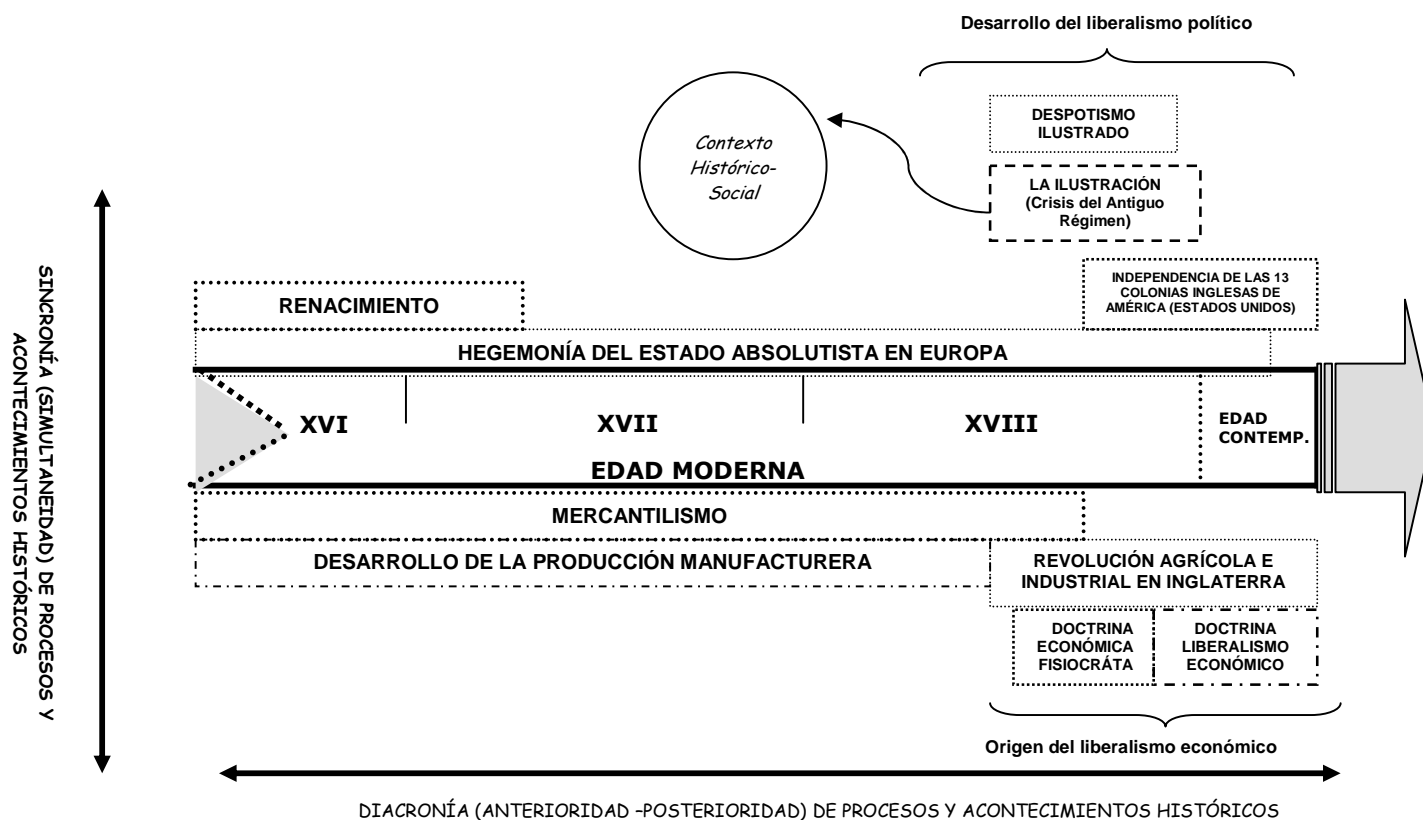 Desarrollo del liberalismo político
DESPOTISMO
ILUSTRADO
Contexto
Histórico-
Social
LA ILUSTRACIÓN
(Crisis del Antiguo
Régimen)
INDEPENDENCIA DE LAS 13
COLONIAS INGLESAS DE
AMÉRICA (ESTADOS UNIDOS)
RENACIMIENTO
HEGEMONÍA DEL ESTADO ABSOLUTISTA EN EUROPA
XVI
XVII
XVIII
EDAD
CONTEMP.
EDAD MODERNA
MERCANTILISMO
DESARROLLO DE LA PRODUCCIÓN MANUFACTURERA
REVOLUCIÓN AGRÍCOLA E
INDUSTRIAL EN INGLATERRA
DOCTRINA
ECONÓMICA
FISIOCRÁTA
DOCTRINA
LIBERALISMO
ECONÓMICO
Origen del liberalismo económico
SINCRONÍA (SIMULTANEIDAD) DE PROCESOS Y
ACONTECIMIENTOS HISTÓRICOS
DIACRONÍA (ANTERIORIDAD -POSTERIORIDAD) DE PROCESOS Y ACONTECIMIENTOS HISTÓRICOS